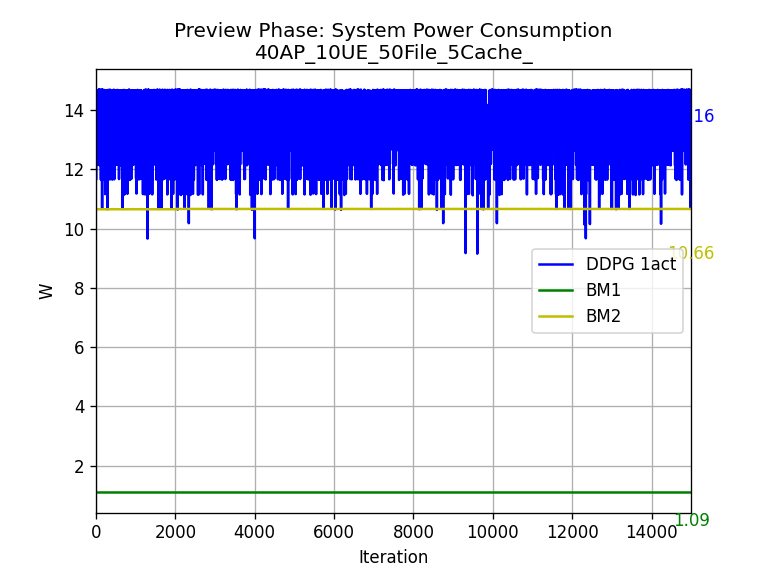 Preview Phase: System Power Consumption
40AP_10UE_50File_5Cache_
W
14
12
10
8
6
4
2
0
2000
4000
6000
8000
10000
12000
14000
Iteration
16
10.66
1.09
DDPG 1act
BM1
BM2